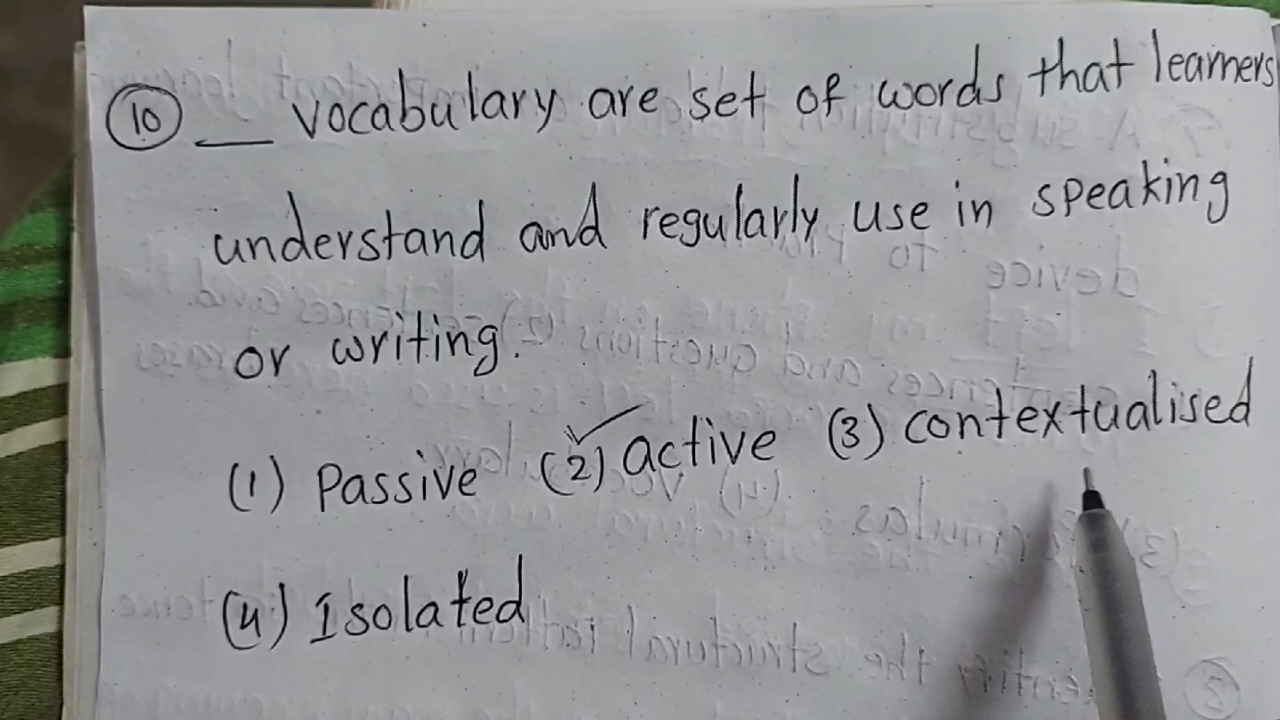 10 __ vocabulary are set of words that learners
understand and regularly use in speaking
or writing.
(1) Passive (2) active (3) contextualised
(4) Isolated